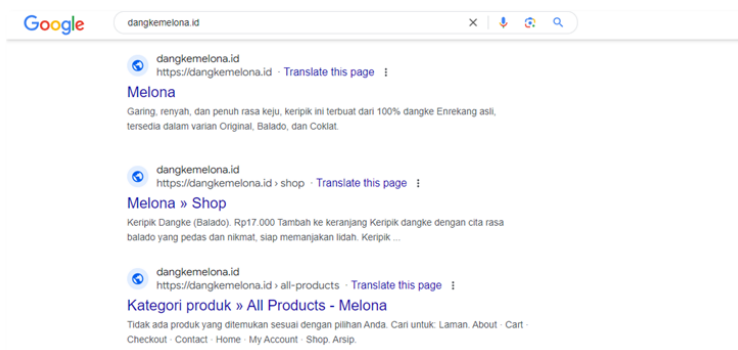 Google
dangkemelona.id
dangkemelona.id
https://dangkemelona.id · Translate this page
Melona
Garing, renyah, dan penuh rasa keju, keripik ini terbuat dari 100% dangke Enrekang asli,
tersedia dalam varian Original, Balado, dan Coklat.
dangkemelona.id
https://dangkemelona.id › shop · Translate this page
Melona » Shop
Keripik Dangke (Balado). Rp17.000 Tambah ke keranjang Keripik dangke dengan cita rasa
balado yang pedas dan nikmat, siap memanjakan lidah. Keripik ...
dangkemelona.id
https://dangkemelona.id › all-products · Translate this page
Kategori produk » All Products - Melona
Tidak ada produk yang ditemukan sesuai dengan pilihan Anda. Cari untuk: Laman. About · Cart ·
Checkout · Contact · Home · My Account · Shop. Arsip.